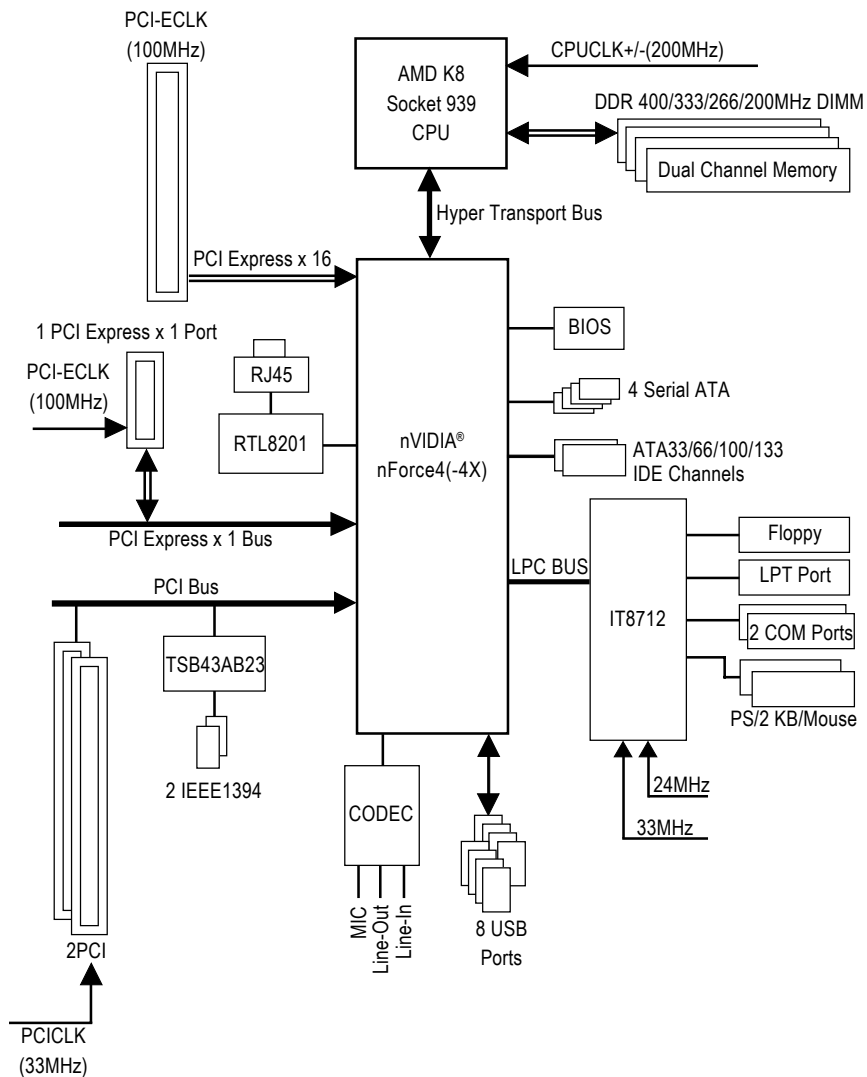 PCI-ECLK
(100MHz)
AMD K8
Socket 939
CPU
CPUCLK+/-(200MHz)
DDR 400/333/266/200MHz DIMM
Dual Channel Memory
Hyper Transport Bus
PCI Express x 16
1 PCI Express x 1 Port
PCI-ECLK
(100MHz)
RJ45
RTL8201
nVIDIA®
nForce4(-4X)
BIOS
4 Serial ATA
ATA33/66/100/133
IDE Channels
PCI Express x 1 Bus
LPC BUS
IT8712
Floppy
LPT Port
2 COM Ports
PS/2 KB/Mouse
PCI Bus
TSB43AB23
2 IEEE1394
24MHz
33MHz
CODEC
MIC
Line-Out
Line-In
8 USB
Ports
2PCI
PCICLK
(33MHz)